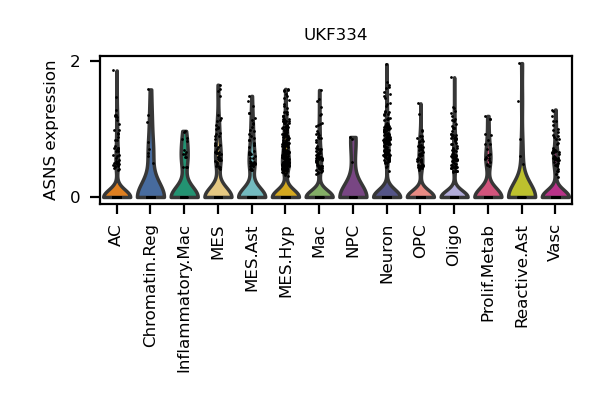 UKF334
ASNS expression
2
0
AC
Chromatin.Reg
Inflammatory.Mac
MES
MES.Ast
MES.Hyp
Mac
NPC
Neuron
OPC
Oligo
Prolif.Metab
Reactive.Ast
Vasc